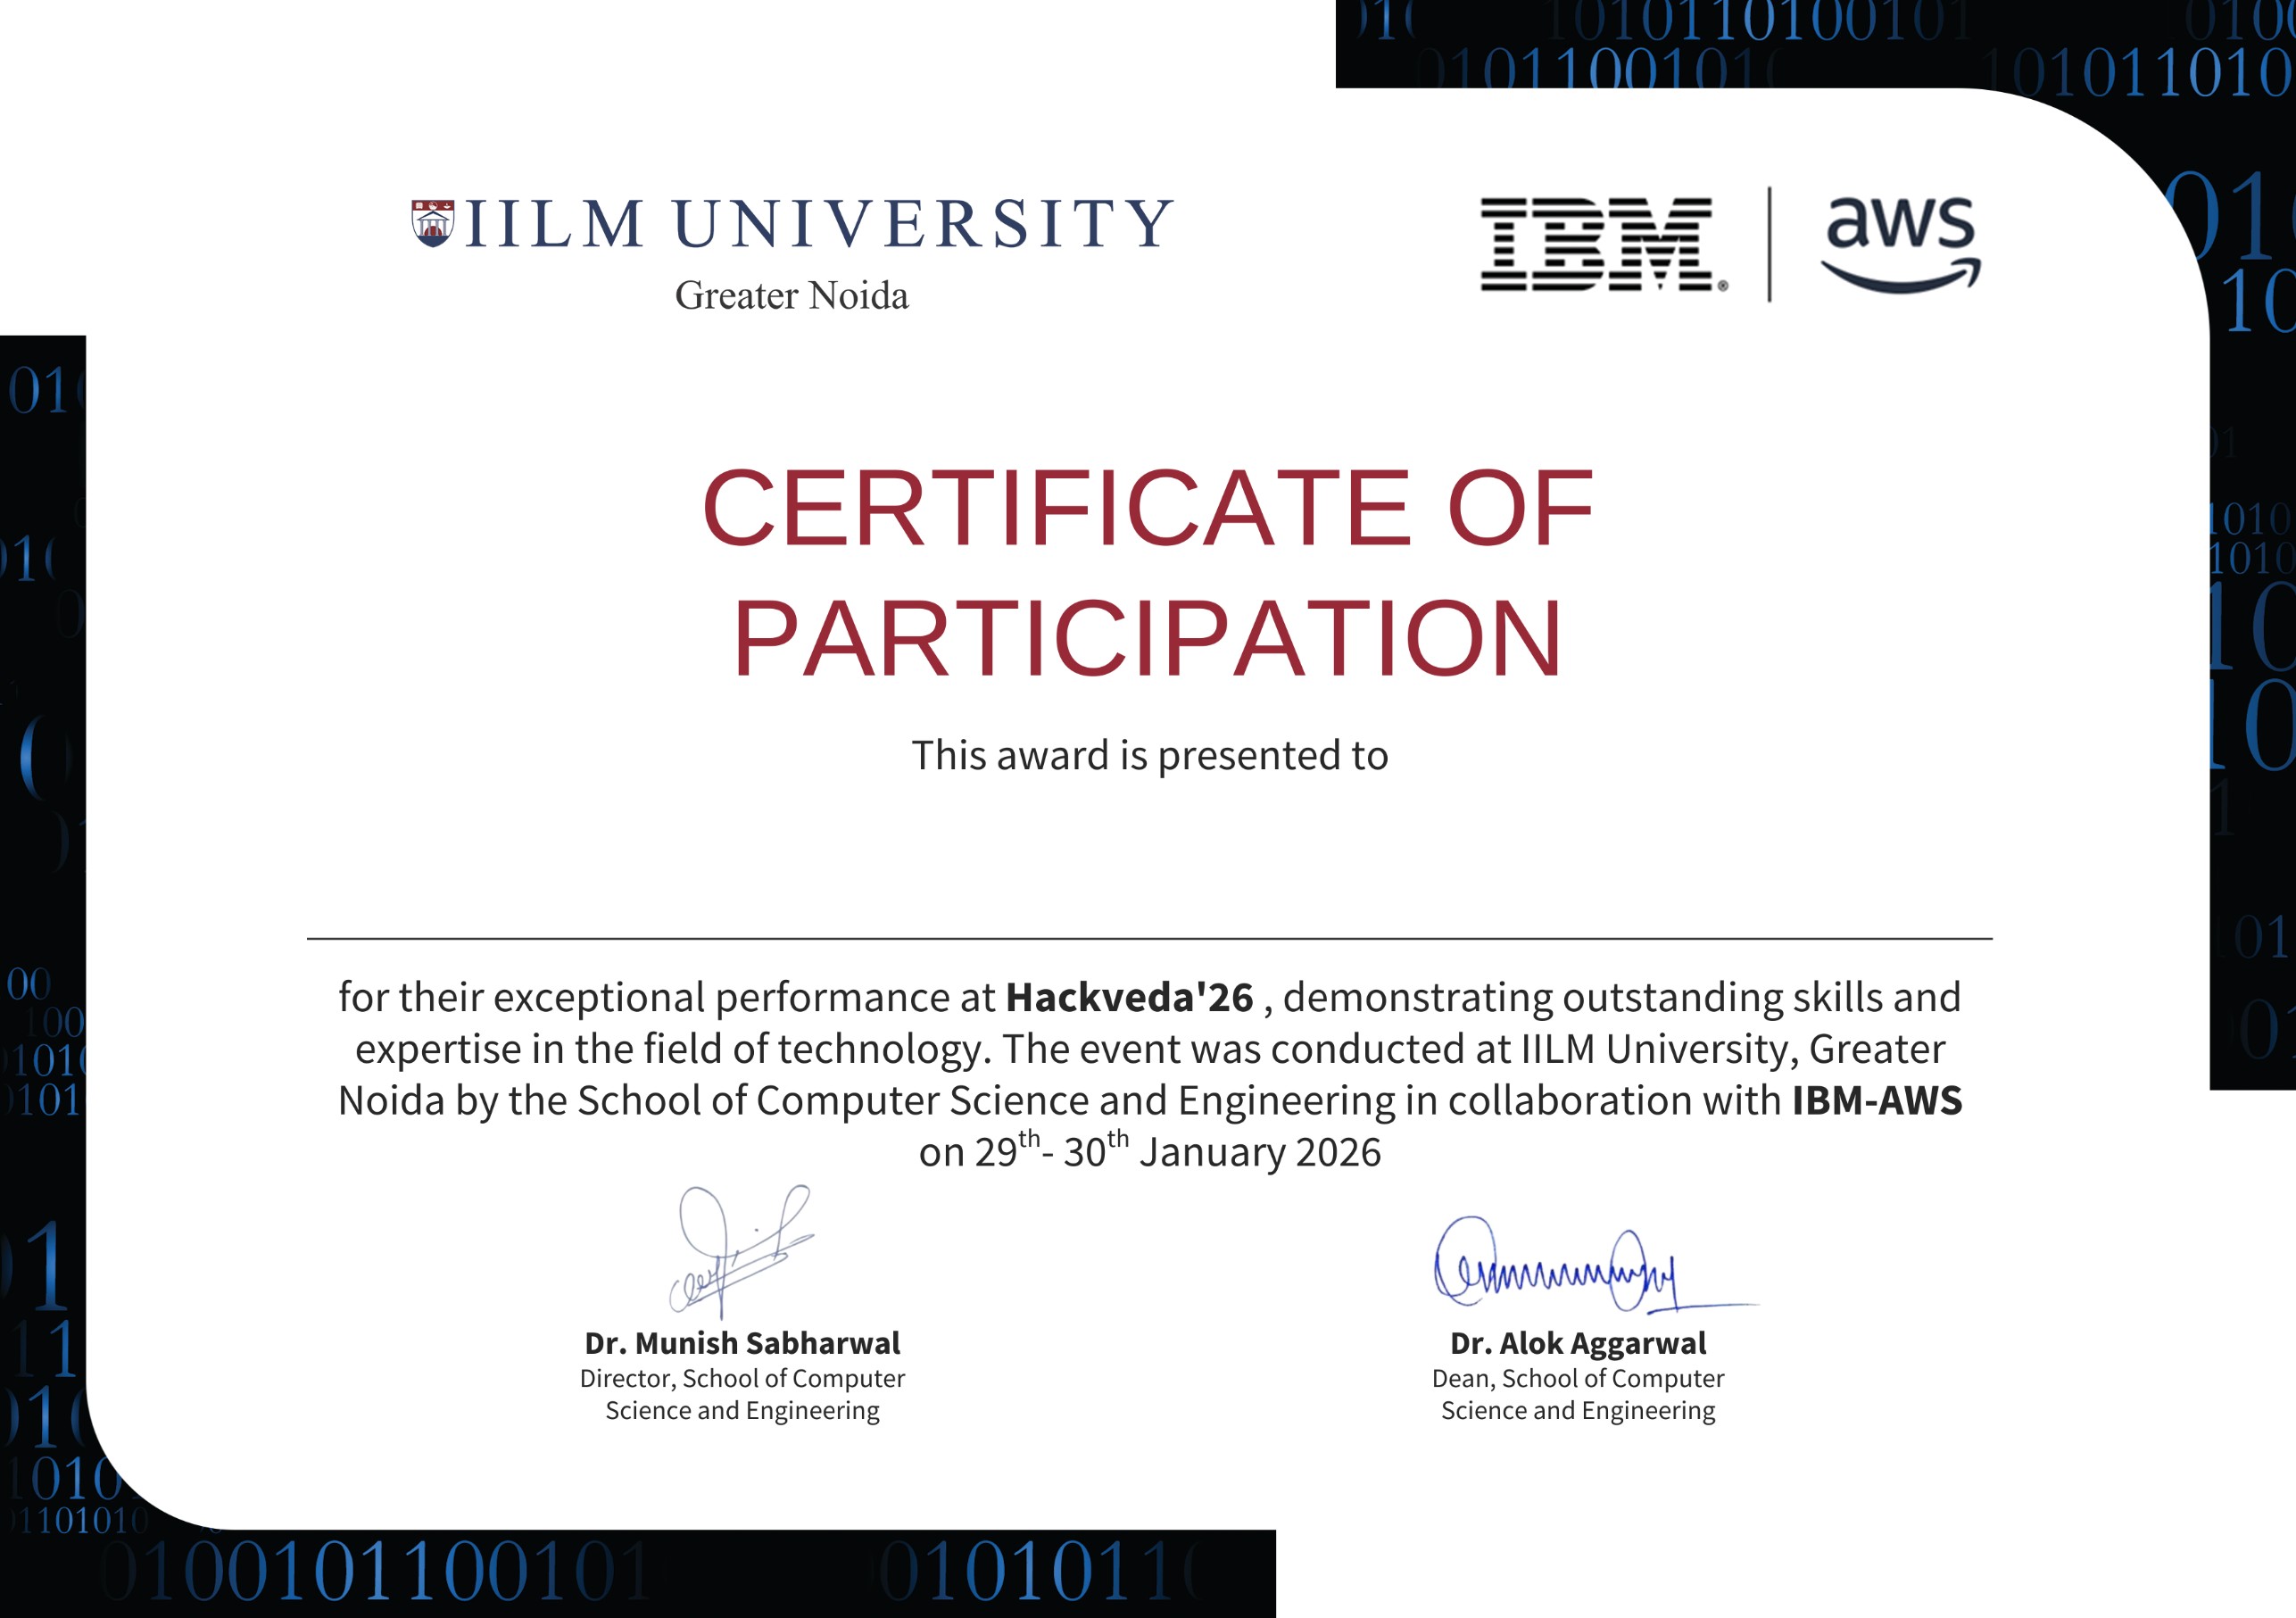 IILM UNIVERSITY
Greater Noida
IBM®
aws
CERTIFICATE OF
PARTICIPATION
This award is presented to
for their exceptional performance at Hackveda'26 , demonstrating outstanding skills and
expertise in the field of technology. The event was conducted at IILM University, Greater
Noida by the School of Computer Science and Engineering in collaboration with IBM-AWS
on 29th- 30th January 2026
Dr. Munish Sabharwal
Director, School of Computer
Science and Engineering
Dr. Alok Aggarwal
Dean, School of Computer
Science and Engineering